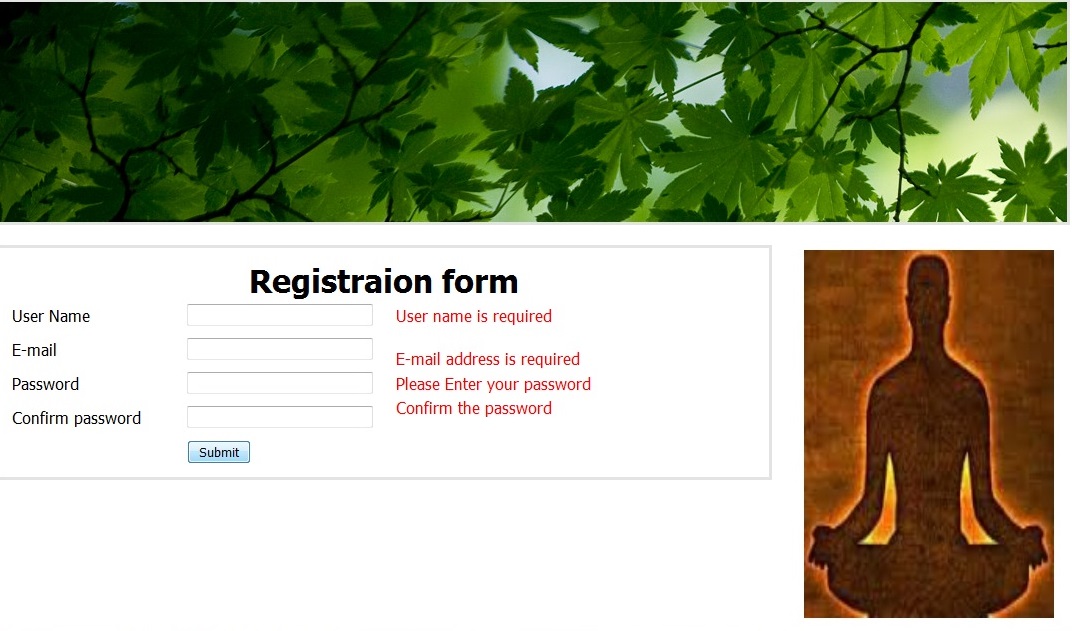 Registraion form
User Name User name is required
E-mail E-mail address is required
Password Please Enter your password
Confirm password Confirm the password
Submit